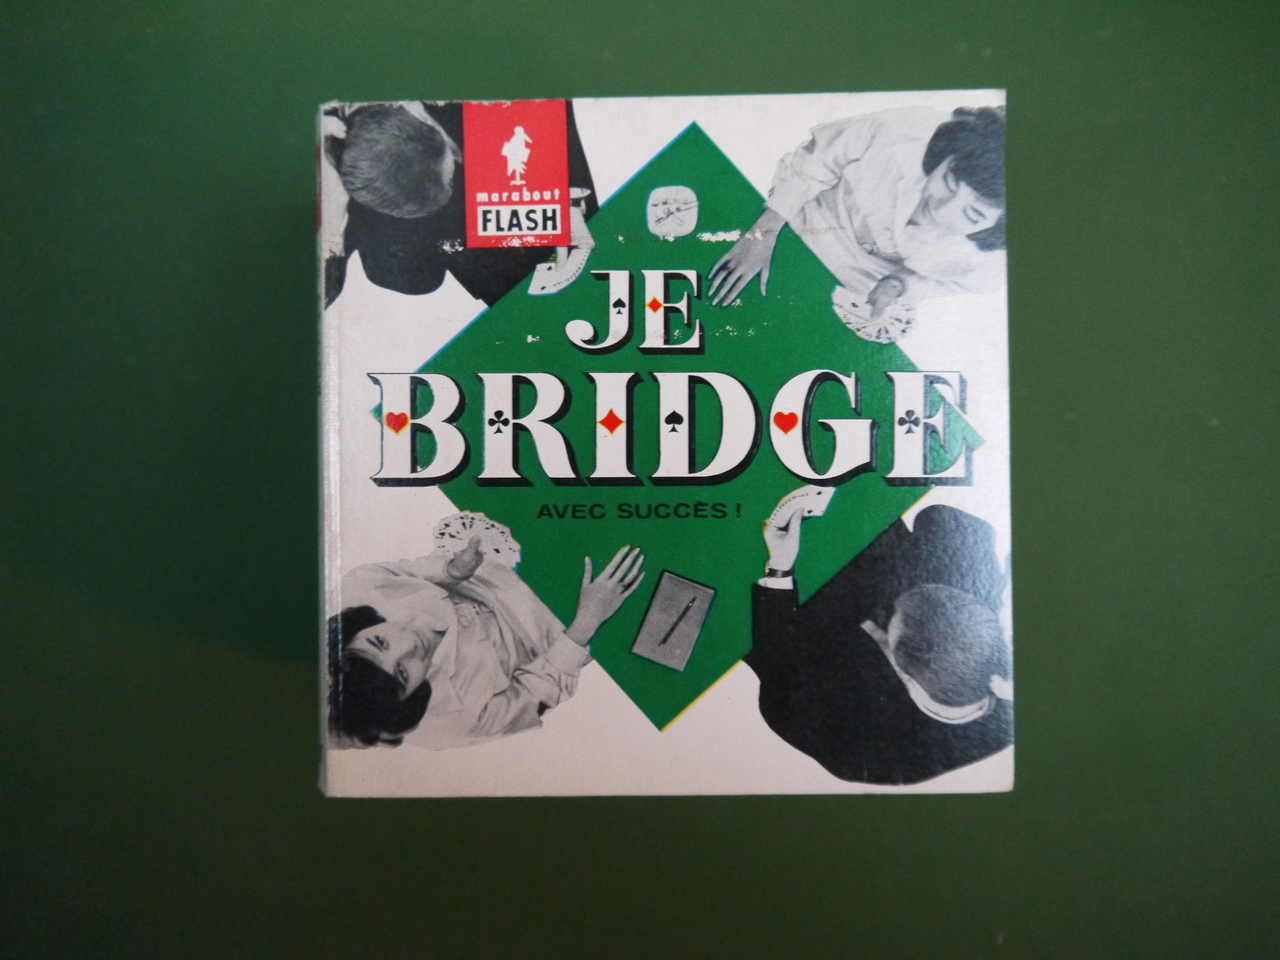 marabout
FLASH
JE
BRIDGE
AVEC SUCCÈS !